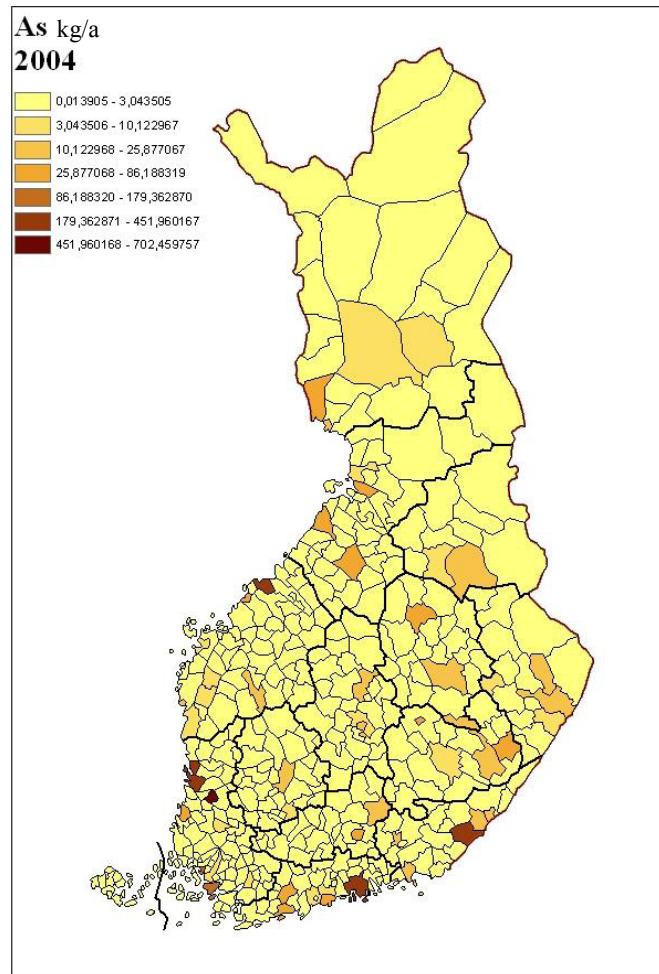 As kg/a
2004
0,013905 - 3,043505
3,043506 - 10,122967
10,122968 - 25,877067
25,877068 - 86,188319
86,188320 - 179,362870
179,362871 - 451,960167
451,960168 - 702,459757